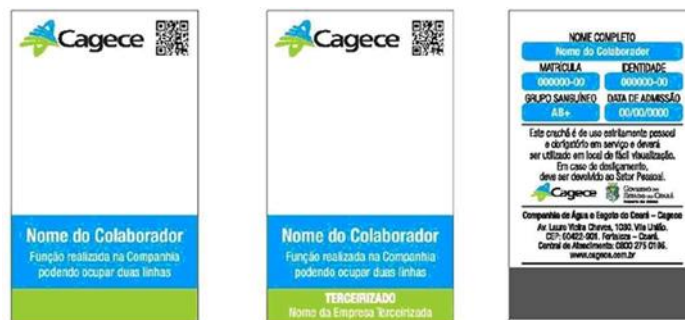 Cagece
Nome do Colaborador
Função realizada na Companhia
podendo ocupar duas linhas
Cagece
Nome do Colaborador
Função realizada na Companhia
podendo ocupar duas linhas
TERCEIRIZADO
Nome da Empresa Terceirizada
NOME COMPLETO
Nome do Colaborador
MATRÍCULA IDENTIDADE
000000-00 000000-00
GRUPO SANGUÍNEO DATA DE ADMISSÃO
AB+ 00/00/0000
Este crachá é de uso estritamente pessoal
e obrigatório em serviço e deverá
ser utilizado em local de fácil visualização.
Em caso de desligamento,
deve ser devolvido ao Setor Pessoal.
Cagece GOVERNO DO
ESTADO DO CEARÁ
Companhia de Água e Esgoto do Ceará – Cagece
Av. Lauro Vieira Chaves, 1030. Vila União.
CEP: 60422-901. Fortaleza – Ceará.
Central de Atendimento: 0800 275 0195.
www.cagece.com.br